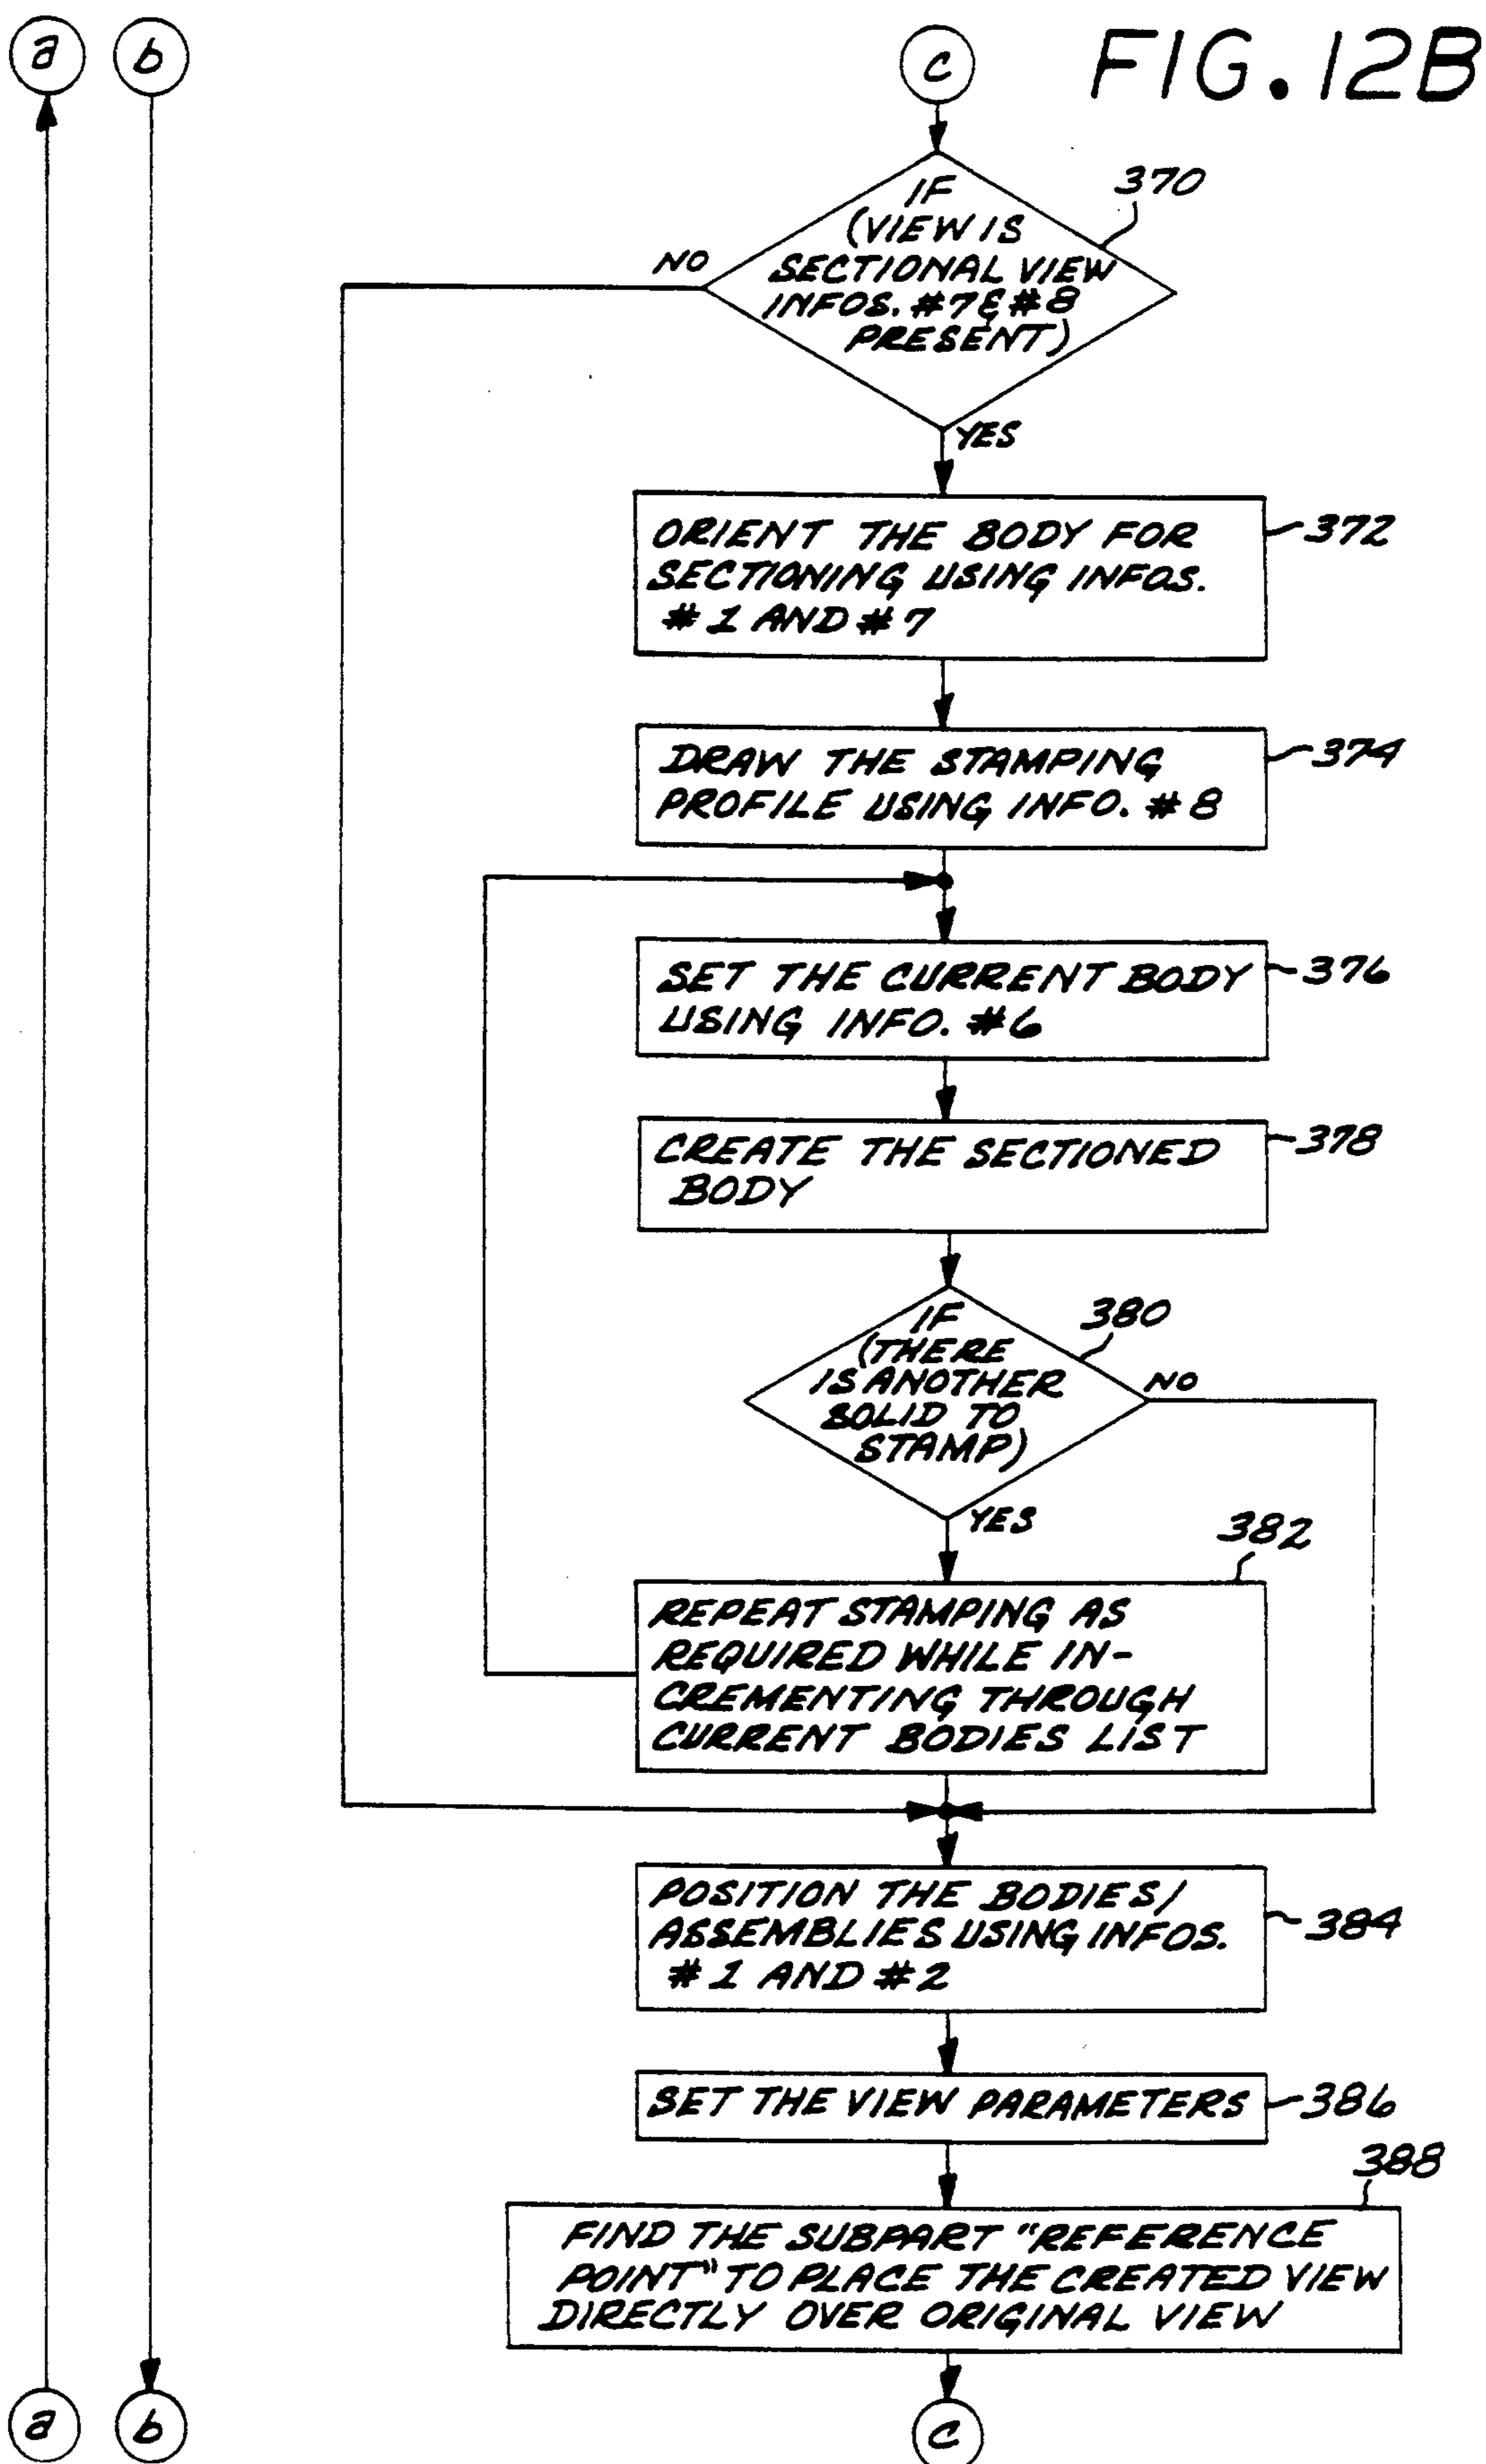 a b c FIG. 12B
370
IF
(VIEW IS
SECTIONAL VIEW
INFOS. #7 & #8
PRESENT)
NO
YES
ORIENT THE BODY FOR
SECTIONING USING INFOS.
#1 AND #7
372
DRAW THE STAMPING
PROFILE USING INFO. #8
374
SET THE CURRENT BODY
USING INFO. #6
376
CREATE THE SECTIONED
BODY
378
IF
(THERE
IS ANOTHER
SOLID TO
STAMP)
380
NO
YES
382
REPEAT STAMPING AS
REQUIRED WHILE IN-
CREMENTING THROUGH
CURRENT BODIES LIST
POSITION THE BODIES/
ASSEMBLIES USING INFOS.
#1 AND #2
384
SET THE VIEW PARAMETERS
386
388
FIND THE SUBPART "REFERENCE
POINT" TO PLACE THE CREATED VIEW
DIRECTLY OVER ORIGINAL VIEW
a b c